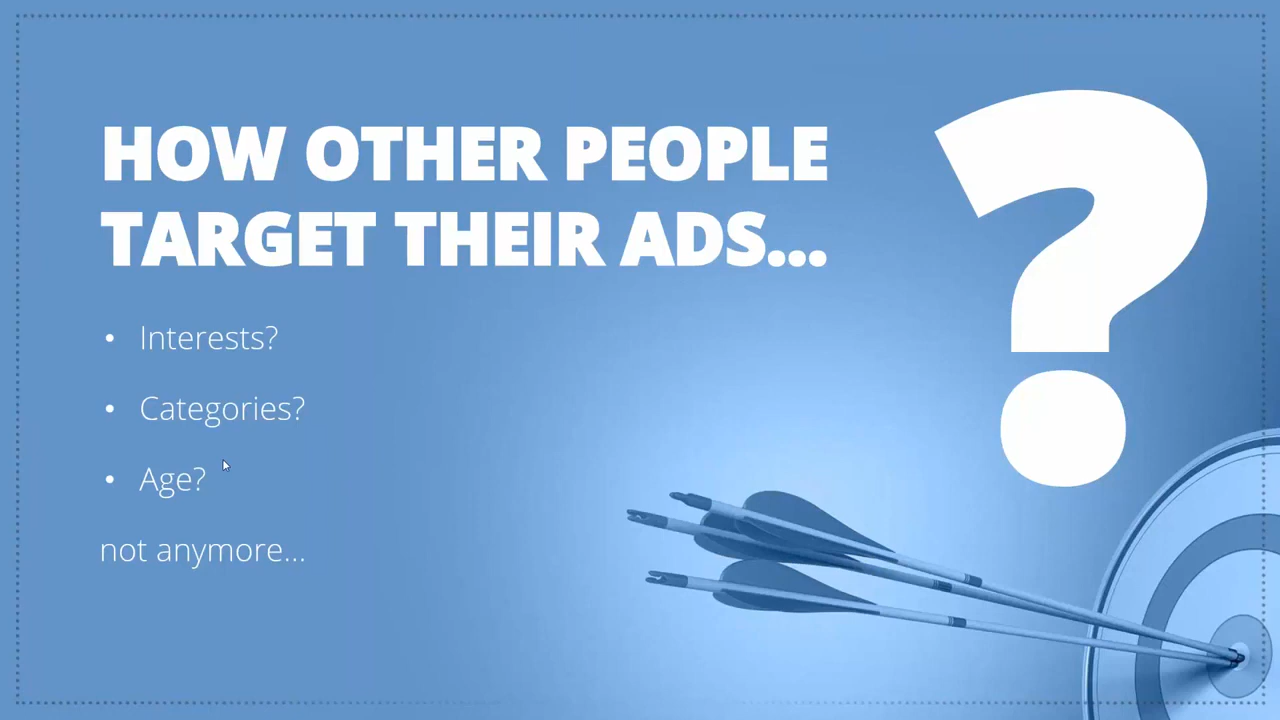 HOW OTHER PEOPLE
TARGET THEIR ADS...
• Interests?
• Categories?
• Age?
not anymore...
?